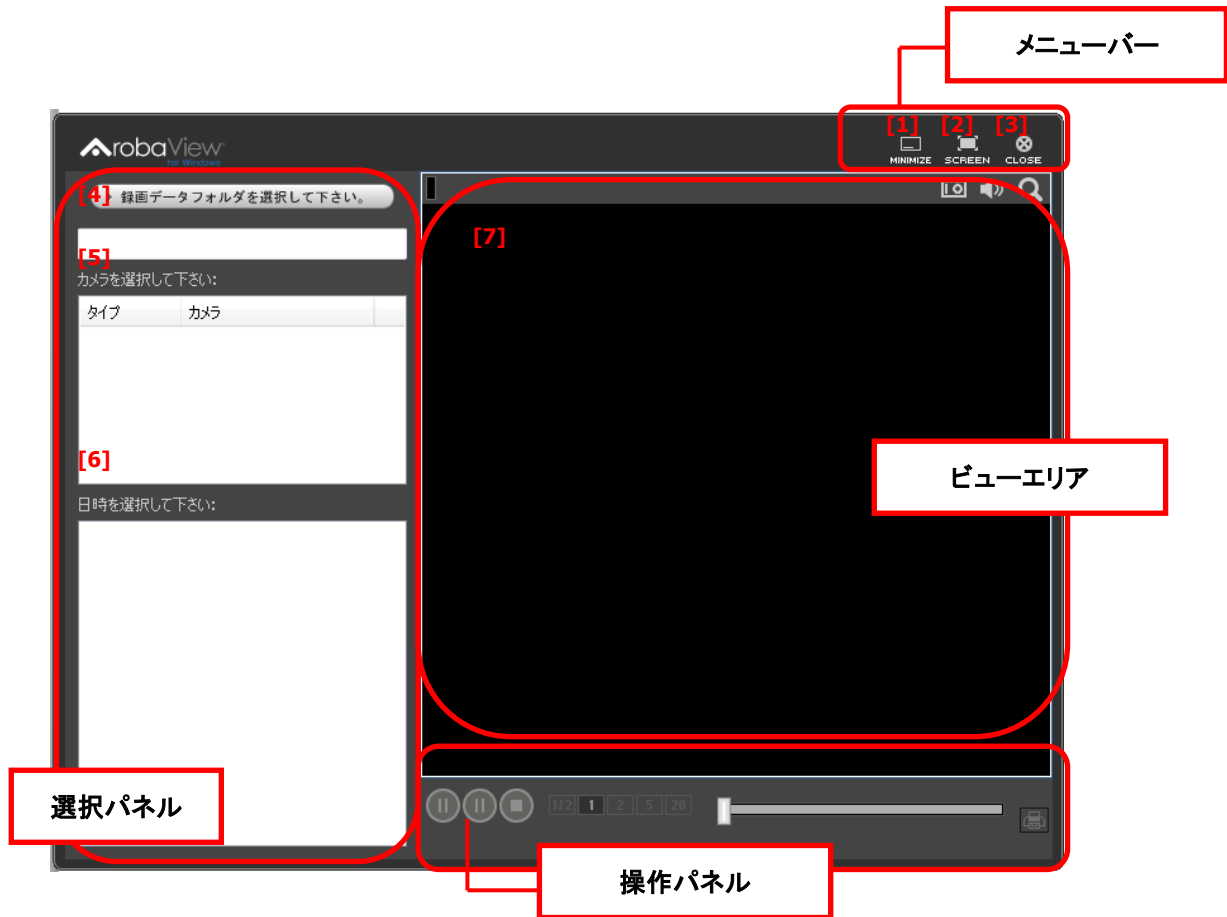 メニューバー
[1] [2] [3]
ArobaView
for Windows
MINIMIZE SCREEN CLOSE
[4] 録画データフォルダを選択して下さい。
[7]
[5]
カメラを選択して下さい:
タイプ カメラ
[6]
ビューエリア
日時を選択して下さい:
選択パネル
1/2 1 2 5 20
操作パネル